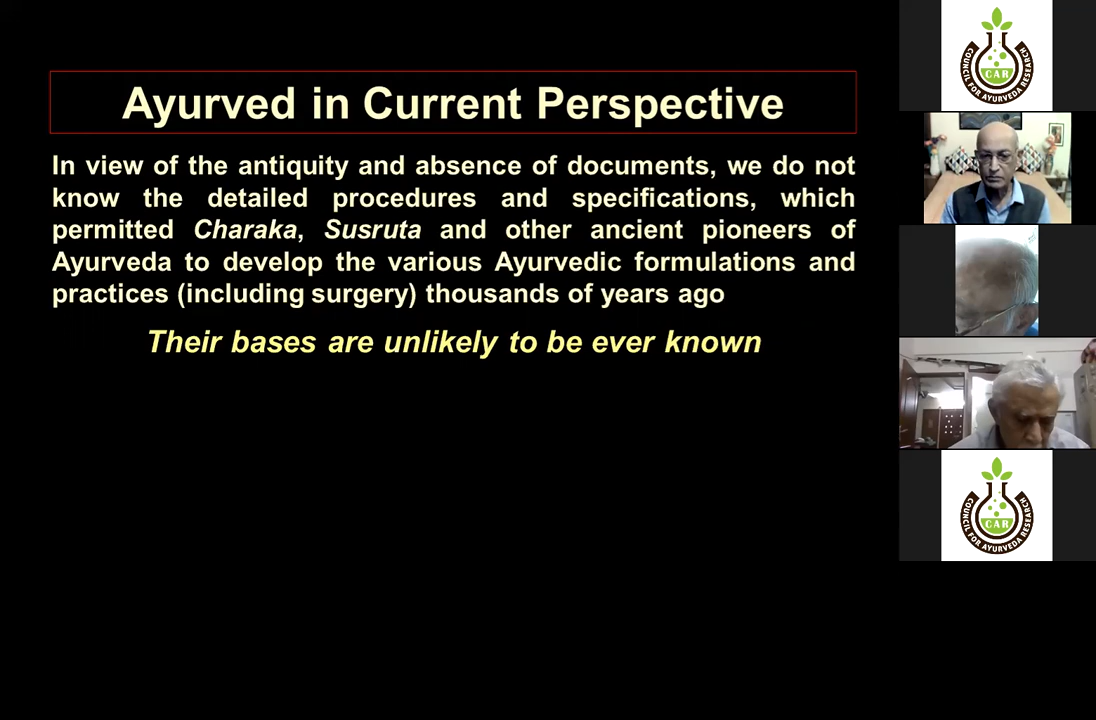 Ayurved in Current Perspective
In view of the antiquity and absence of documents, we do not
know the detailed procedures and specifications, which
permitted Charaka, Susruta and other ancient pioneers of
Ayurveda to develop the various Ayurvedic formulations and
practices (including surgery) thousands of years ago
Their bases are unlikely to be ever known
CAR
COUNCIL FOR AYURVEDA RESEARCH
CAR
COUNCIL FOR AYURVEDA RESEARCH